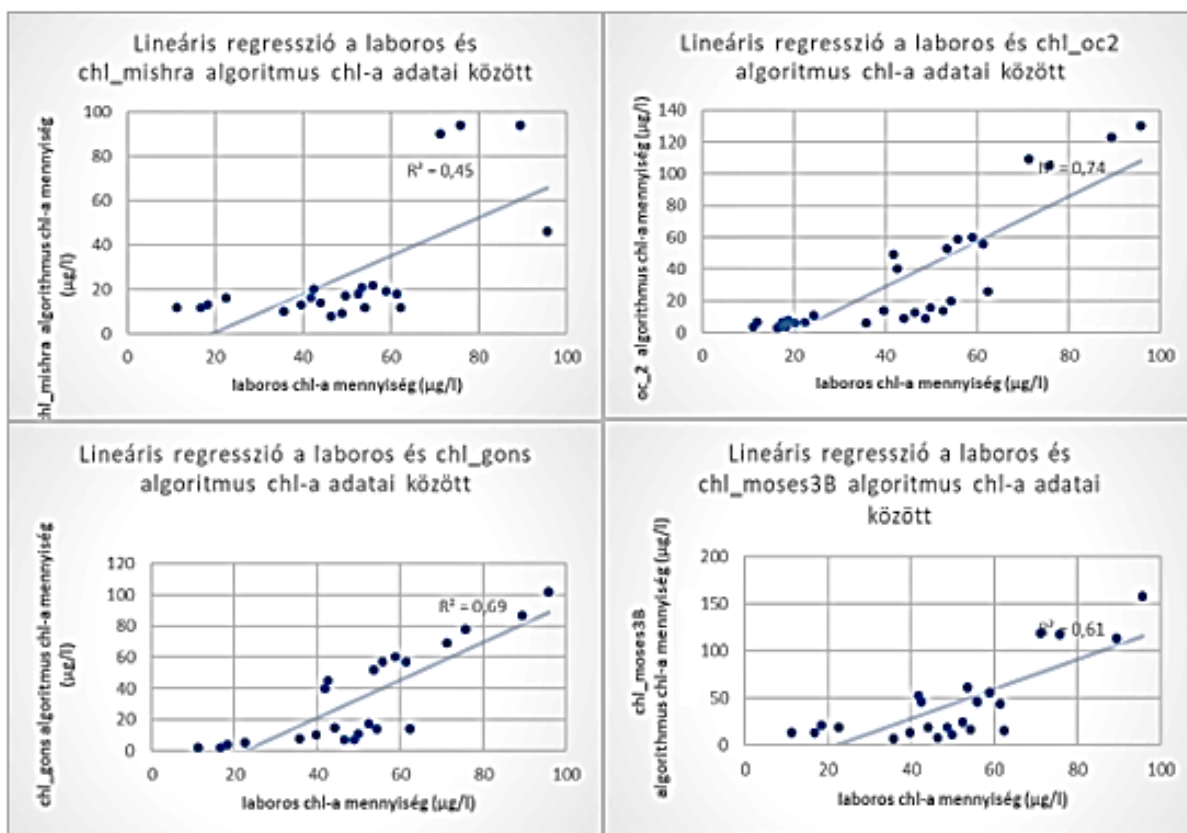 Lineáris regresszió a laboros és
chl_mishra algoritmus chl-a adatai között
chl_mishra algorithmus chl-a mennyiség
(µg/l)
100
80
60
40
20
0
R² = 0,45
0 20 40 60 80 100
laboros chl-a mennyiség (µg/l)
Lineáris regresszió a laboros és chl_oc2
algoritmus chl-a adatai között
oc_2 algorithmus chl-a mennyiség (µg/l)
140
120
100
80
60
40
20
0
R² = 0,74
0 20 40 60 80 100
laboros chl-a mennyiség (µg/l)
Lineáris regresszió a laboros és chl_gons
algoritmus chl-a adatai között
chl_gons algoritmus chl-a mennyiség
(µg/l)
120
100
80
60
40
20
0
R² = 0,69
0 20 40 60 80 100
laboros chl-a mennyiség (µg/l)
Lineáris regresszió a laboros és
chl_moses3B algoritmus chl-a adatai
között
chl_moses3B
algorithmus chl-a mennyiség (µg/l)
200
150
100
50
0
R² = 0,61
0 20 40 60 80 100
laboros chl-a mennyiség (µg/l)